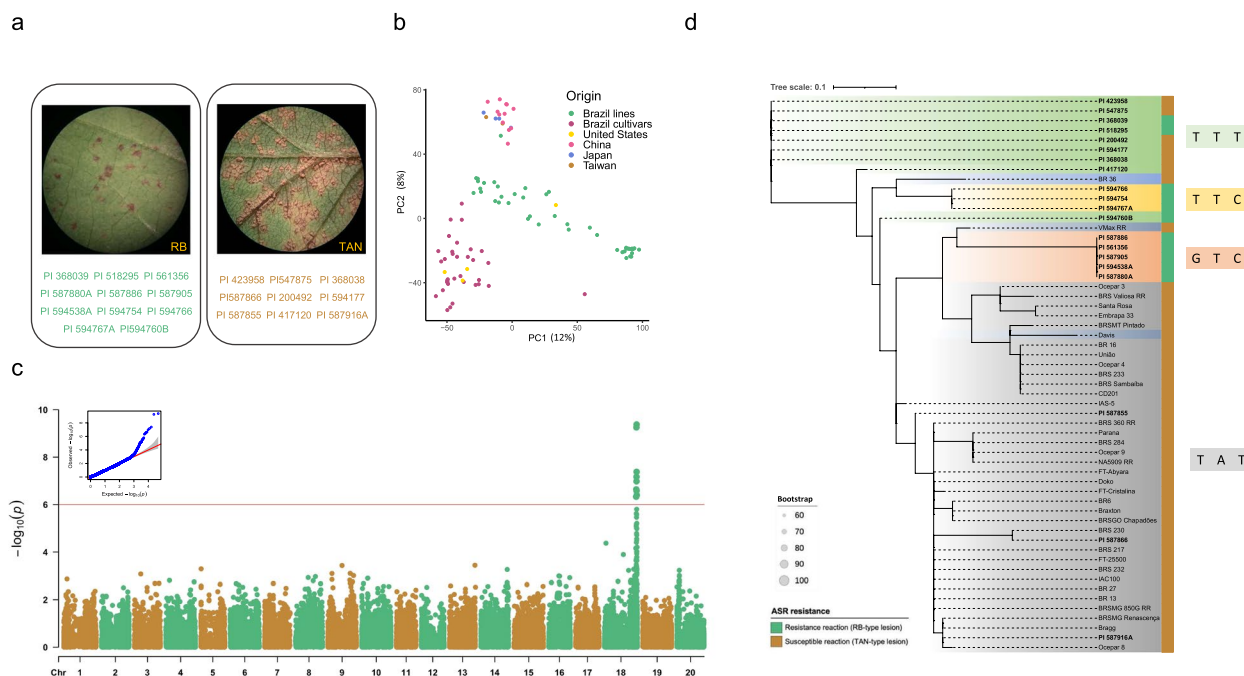 a
RB
TAN
PI 368039 PI 518295 PI 561356
PI 587880A PI 587886 PI 587905
PI 594538A PI 594754 PI 594766
PI 594767A PI594760B
PI 423958 PI547875 PI 368038
PI587866 PI 200492 PI 594177
PI 587855 PI 417120 PI 587916A
b
Origin
Brazil lines
Brazil cultivars
United States
China
Japan
Taiwan
PC2 (8%)
80
40
0
−40
−50
0
50
100
PC1 (12%)
c
−log10(p)
10
8
6
4
2
0
Observed −log10(p)
Expected −log10(p)
Chr 1 2 3 4 5 6 7 8 9 10 11 12 13 14 15 16 17 18 19 20
d
Tree scale: 0.1
PI 423958
PI 547875
PI 368039
PI 518295
PI 200492
PI 594177
PI 368038
PI 417120
BR 36
PI 594766
PI 594754
PI 594767A
PI 594760B
VMax RR
PI 587886
PI 561356
PI 587905
PI 594538A
PI 587880A
Ocepar 3
BRS Valiosa RR
Santa Rosa
Embrapa 33
BRSMT Pintado
Davis
BR 16
União
Ocepar 4
BRS 233
BRS Sambaíba
CD201
IAS-5
PI 587855
BRS 360 RR
Parana
BRS 284
Ocepar 9
NA5909 RR
FT-Abyara
Doko
FT-Cristalina
BR6
Braxton
BRSGO Chapadões
BRS 230
PI 587866
BRS 217
FT-25500
BRS 232
IAC100
BR 27
BR 13
BRSMG 850G RR
BRSMG Renascença
Bragg
PI 587916A
Ocepar 8
T T T
T T C
G T C
T A T
Bootstrap
60
70
80
90
100
ASR resistance
Resistance reaction (RB-type lesion)
Susceptible reaction (TAN-type lesion)